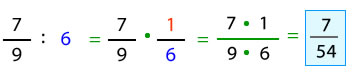 7/9 : 6 = 7/9 • 1/6 = 7 • 1/9 • 6 = 7/54